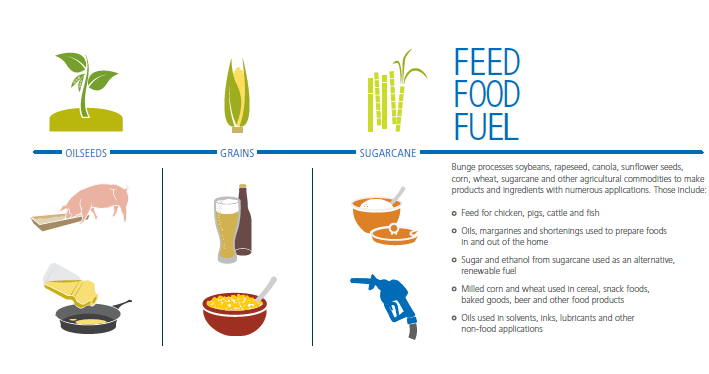 FEED
FOOD
FUEL
OILSEEDS
GRAINS
SUGARCANE
Bunge processes soybeans, rapeseed, canola, sunflower seeds,
corn, wheat, sugarcane and other agricultural commodities to make
products and ingredients with numerous applications. Those include:
Feed for chicken, pigs, cattle and fish
Oils, margarines and shortenings used to prepare foods
in and out of the home
Sugar and ethanol from sugarcane used as an alternative,
renewable fuel
Milled corn and wheat used in cereal, snack foods,
baked goods, beer and other food products
Oils used in solvents, inks, lubricants and other
non-food applications